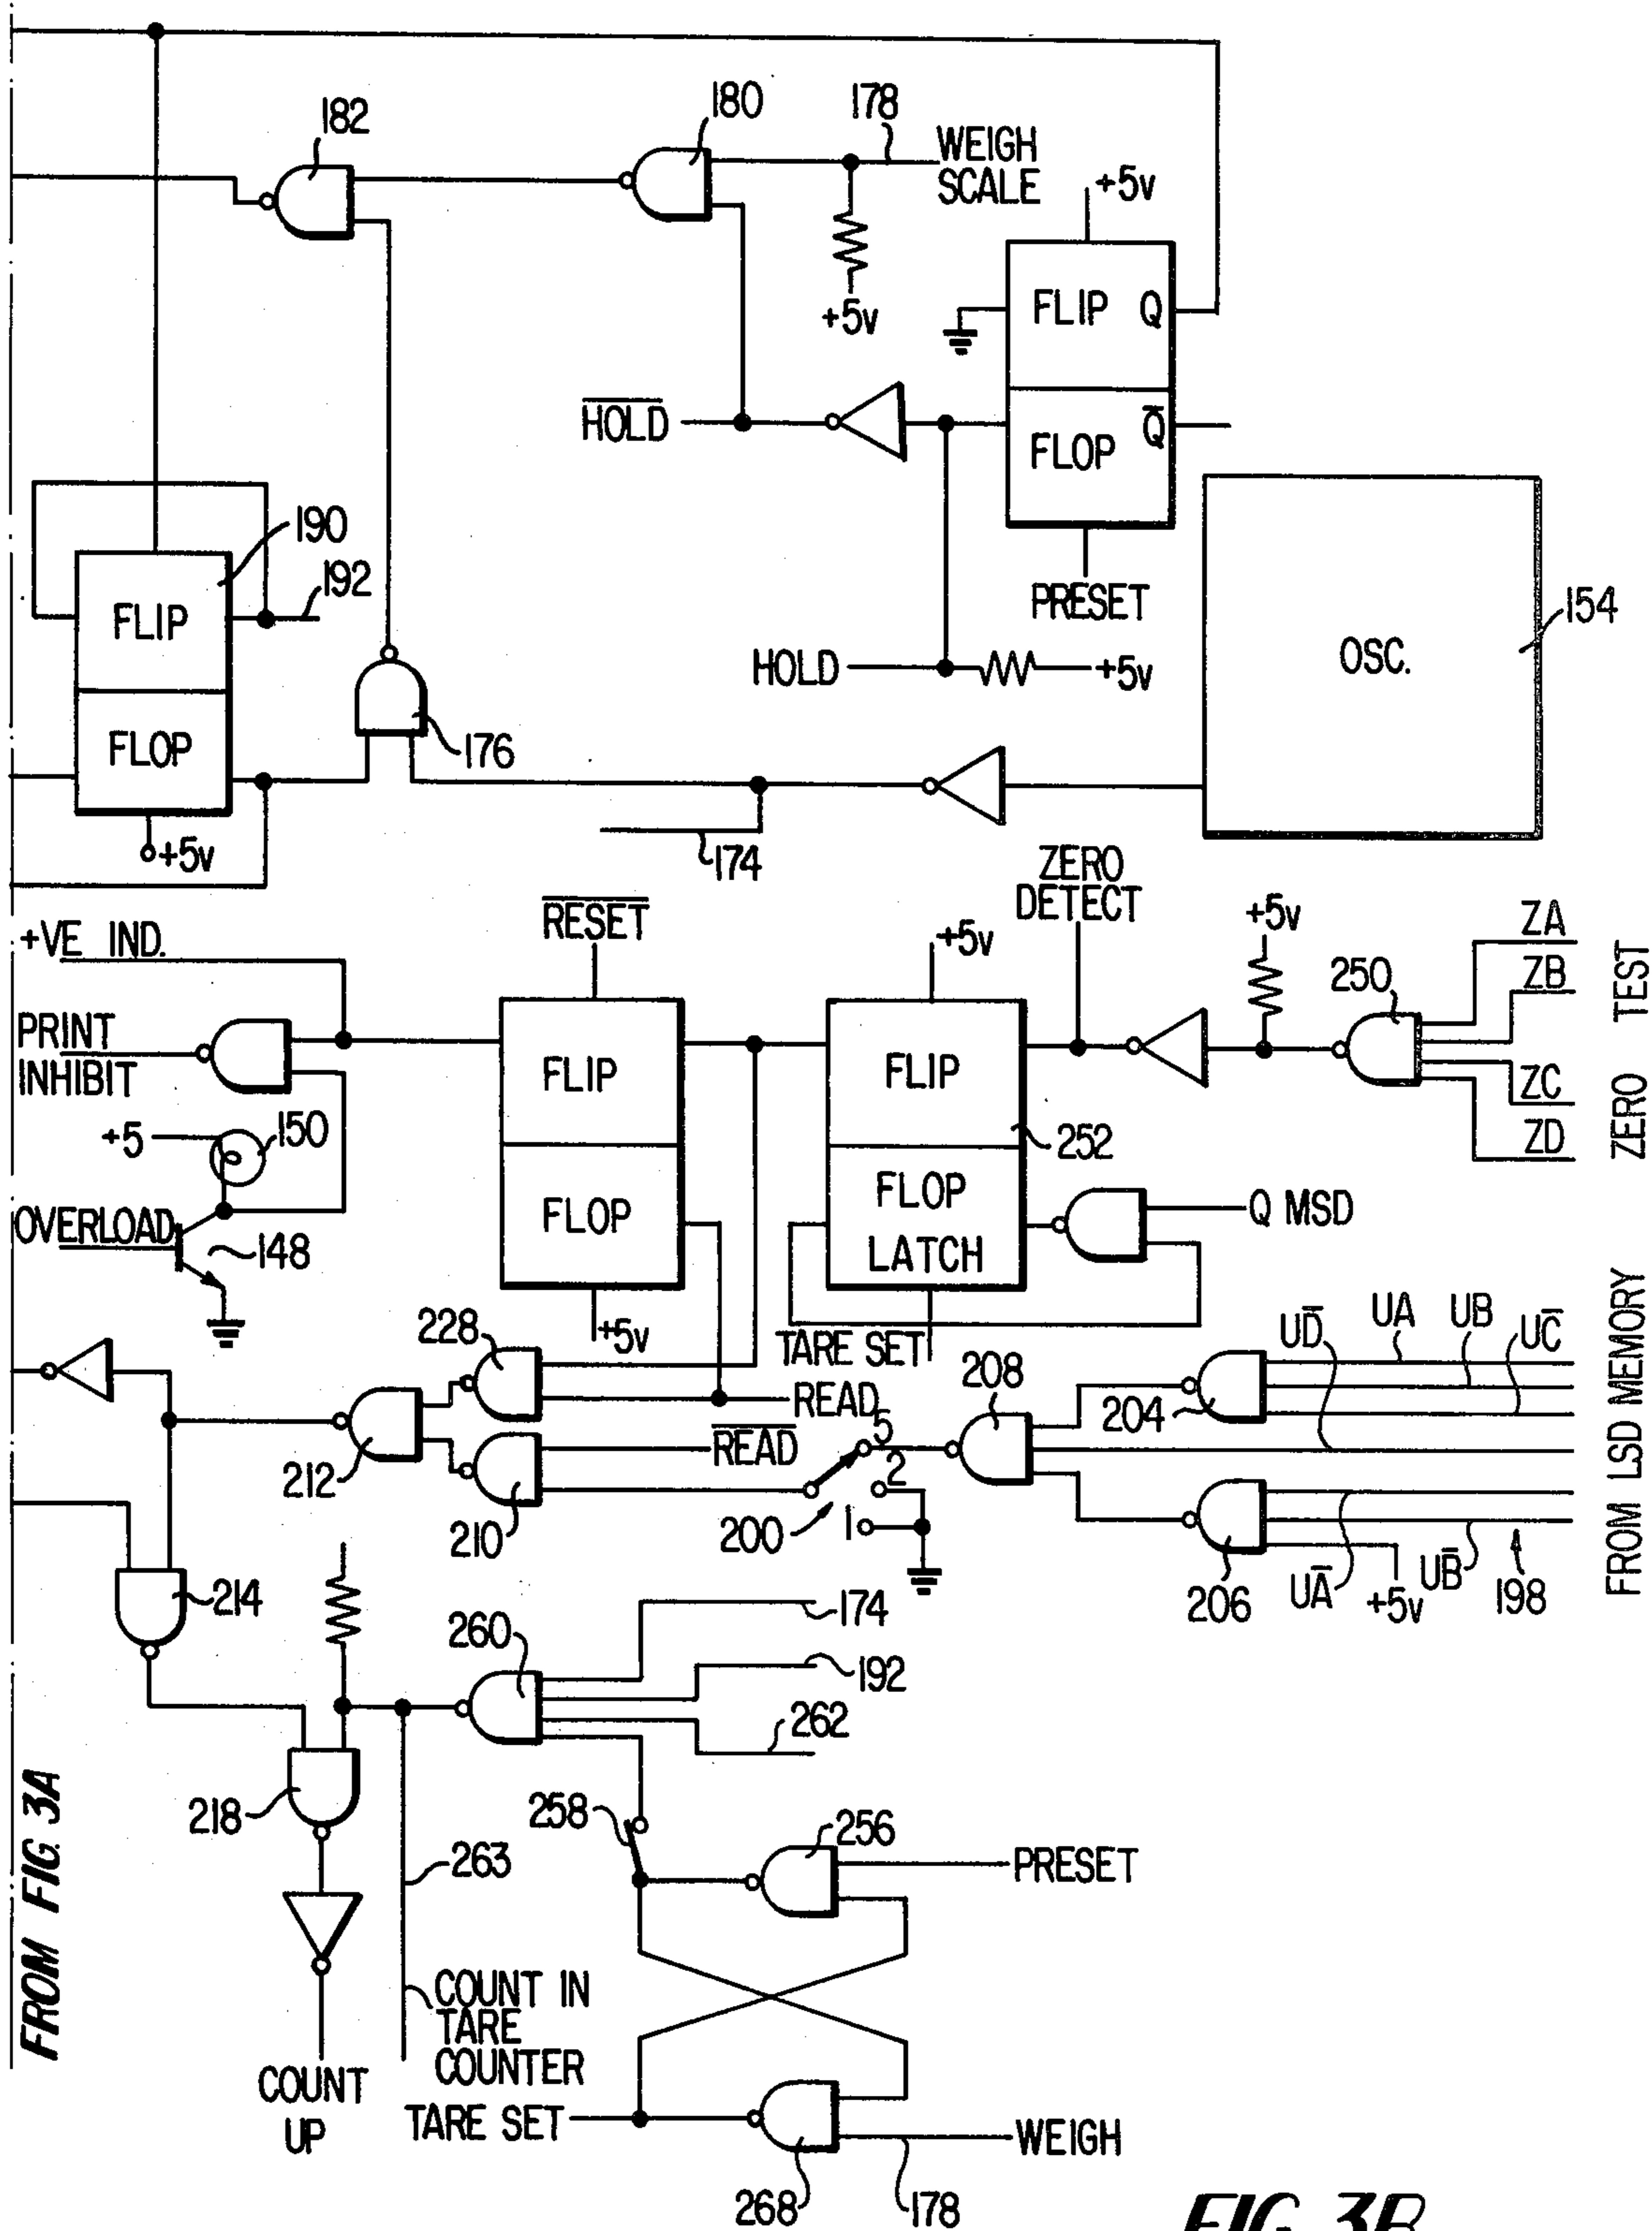 182
180
178
WEIGH
SCALE
+5v
+5v
FLIP Q
HOLD
FLOP Q̅
190
192
FLIP
PRESET
154
OSC.
HOLD
+5v
FLOP
176
+5v
174
ZERO
DETECT
+VE IND.
RESET
+5v
+5v
ZA
ZB
250
ZC
ZD
ZERO TEST
PRINT
INHIBIT
FLIP
FLIP
+5
150
252
FLOP
FLOP
LATCH
Q MSD
OVERLOAD
148
228
+5v
TARE SET
UD̅
UA
UB
UC̅
208
204
READ
5
READ
2
212
210
200
1
206
UA̅
+5v
UB̅
198
FROM LSD MEMORY
214
174
260
192
262
218
258
256
263
PRESET
COUNT IN
TARE
COUNTER
COUNT
UP
TARE SET
WEIGH
268
178
FROM FIG. 3A
FIG. 3B